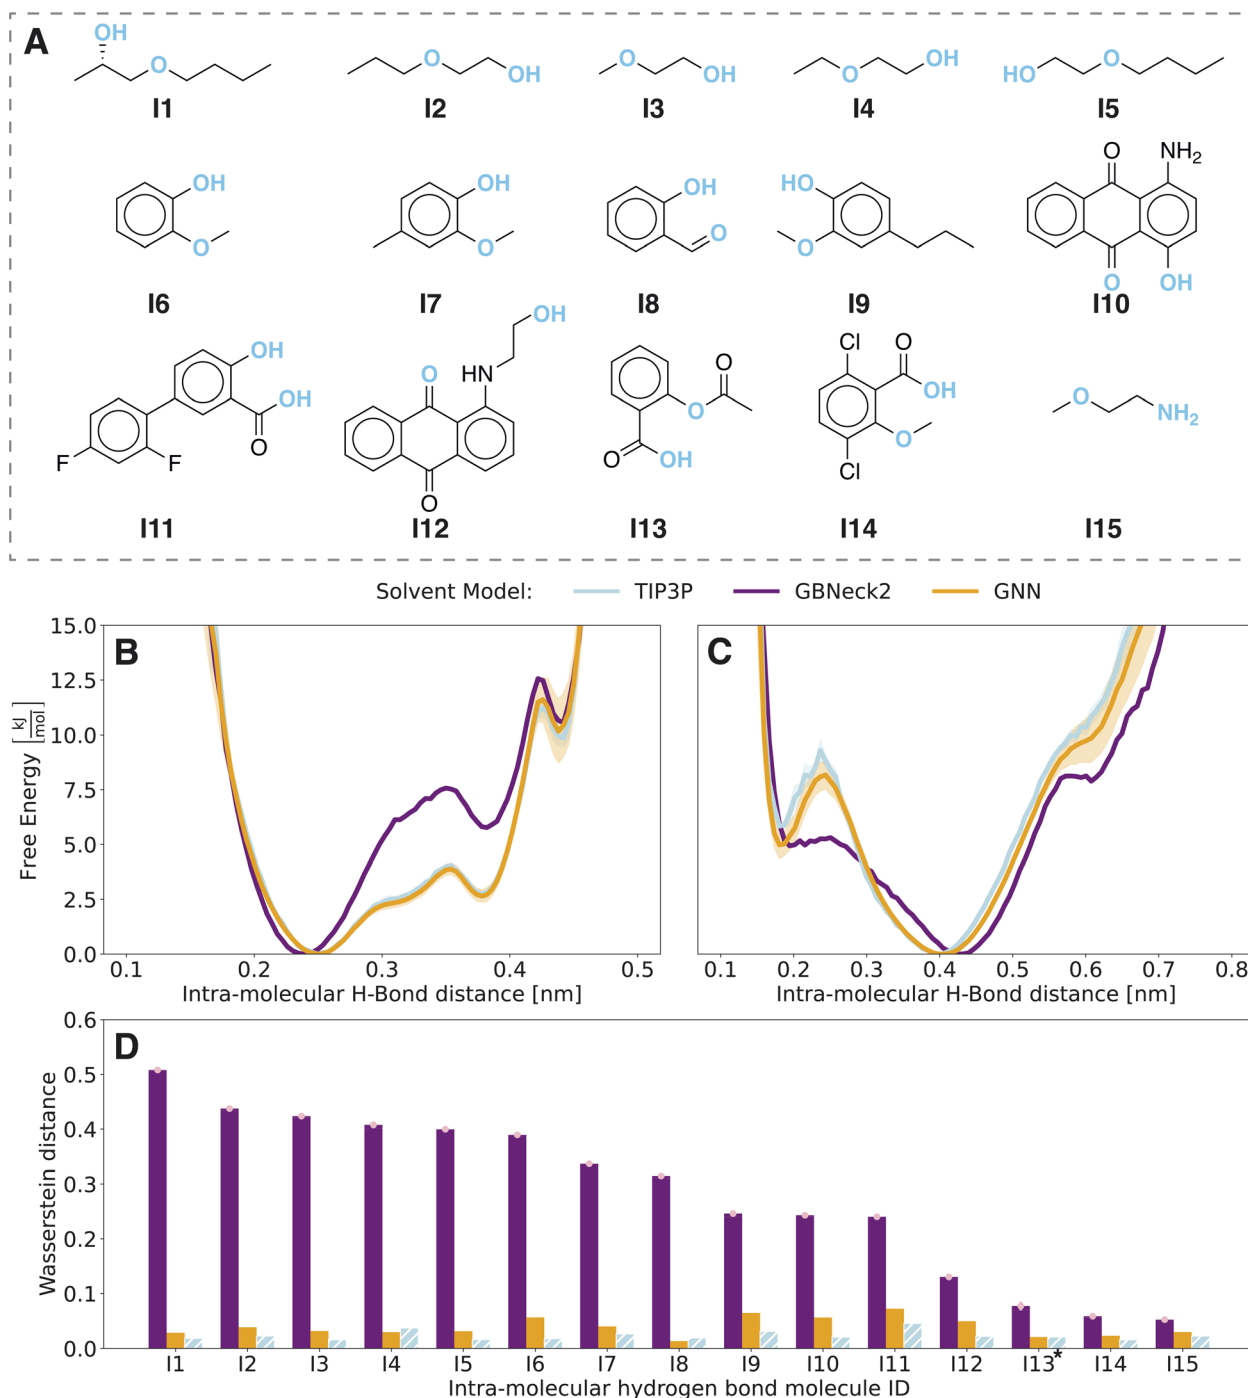 A
OH
O
I1
O
OH
I2
O
OH
I3
O
OH
I4
HO
O
I5
OH
O
I6
OH
O
I7
OH
O
I8
HO
O
I9
O
NH2
O
OH
I10
OH
OH
O
F
F
I11
OH
O
HN
O
I12
O
O
O
OH
I13
Cl
O
OH
O
Cl
I14
O
NH2
I15
Solvent Model: TIP3P GBNeck2 GNN
B
15.0
12.5
10.0
7.5
5.0
2.5
0.0
Free Energy [kJ/mol]
0.1 0.2 0.3 0.4 0.5
Intra-molecular H-Bond distance [nm]
C
0.1 0.2 0.3 0.4 0.5 0.6 0.7 0.8
Intra-molecular H-Bond distance [nm]
D
0.6
0.5
0.4
0.3
0.2
0.1
0.0
Wasserstein distance
I1 I2 I3 I4 I5 I6 I7 I8 I9 I10 I11 I12 I13* I14 I15
Intra-molecular hydrogen bond molecule ID